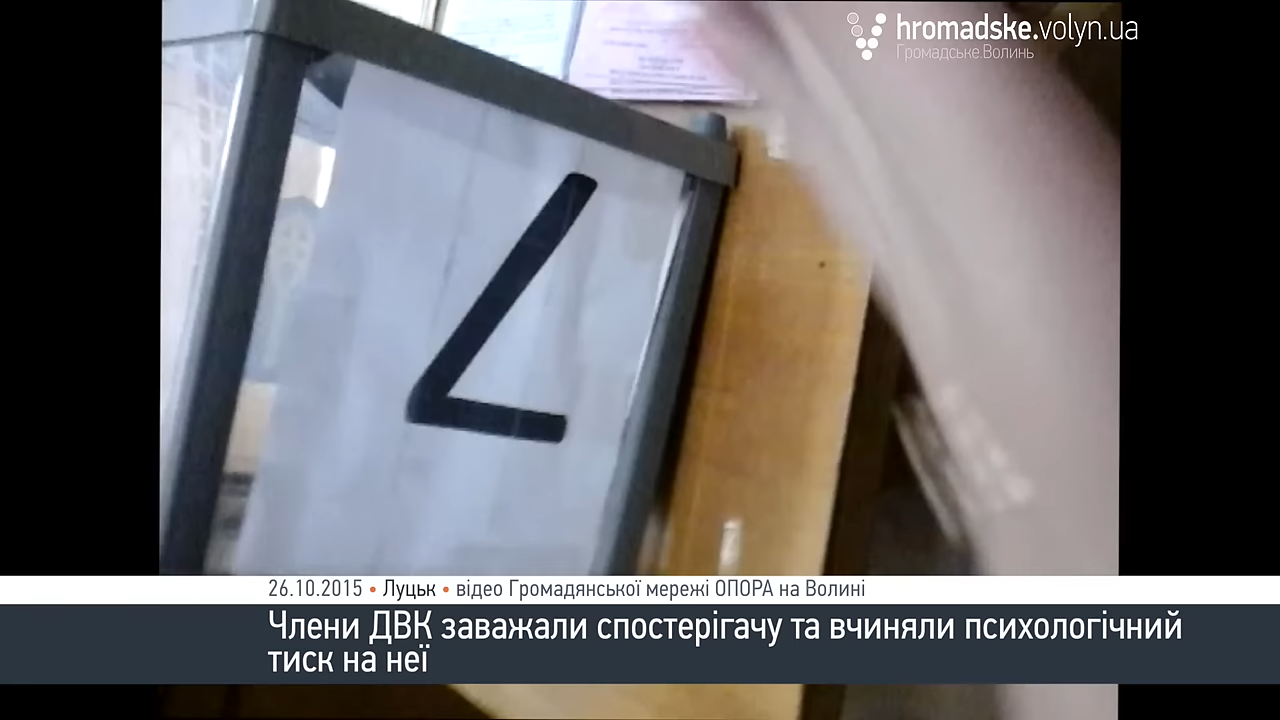 hromadske.volyn.ua
Громадське.Волинь
26.10.2015 • Луцьк • відео Громадянської мережі ОПОРА на Волині
Члени ДВК заважали спостерігачу та вчиняли психологічний
тиск на неї